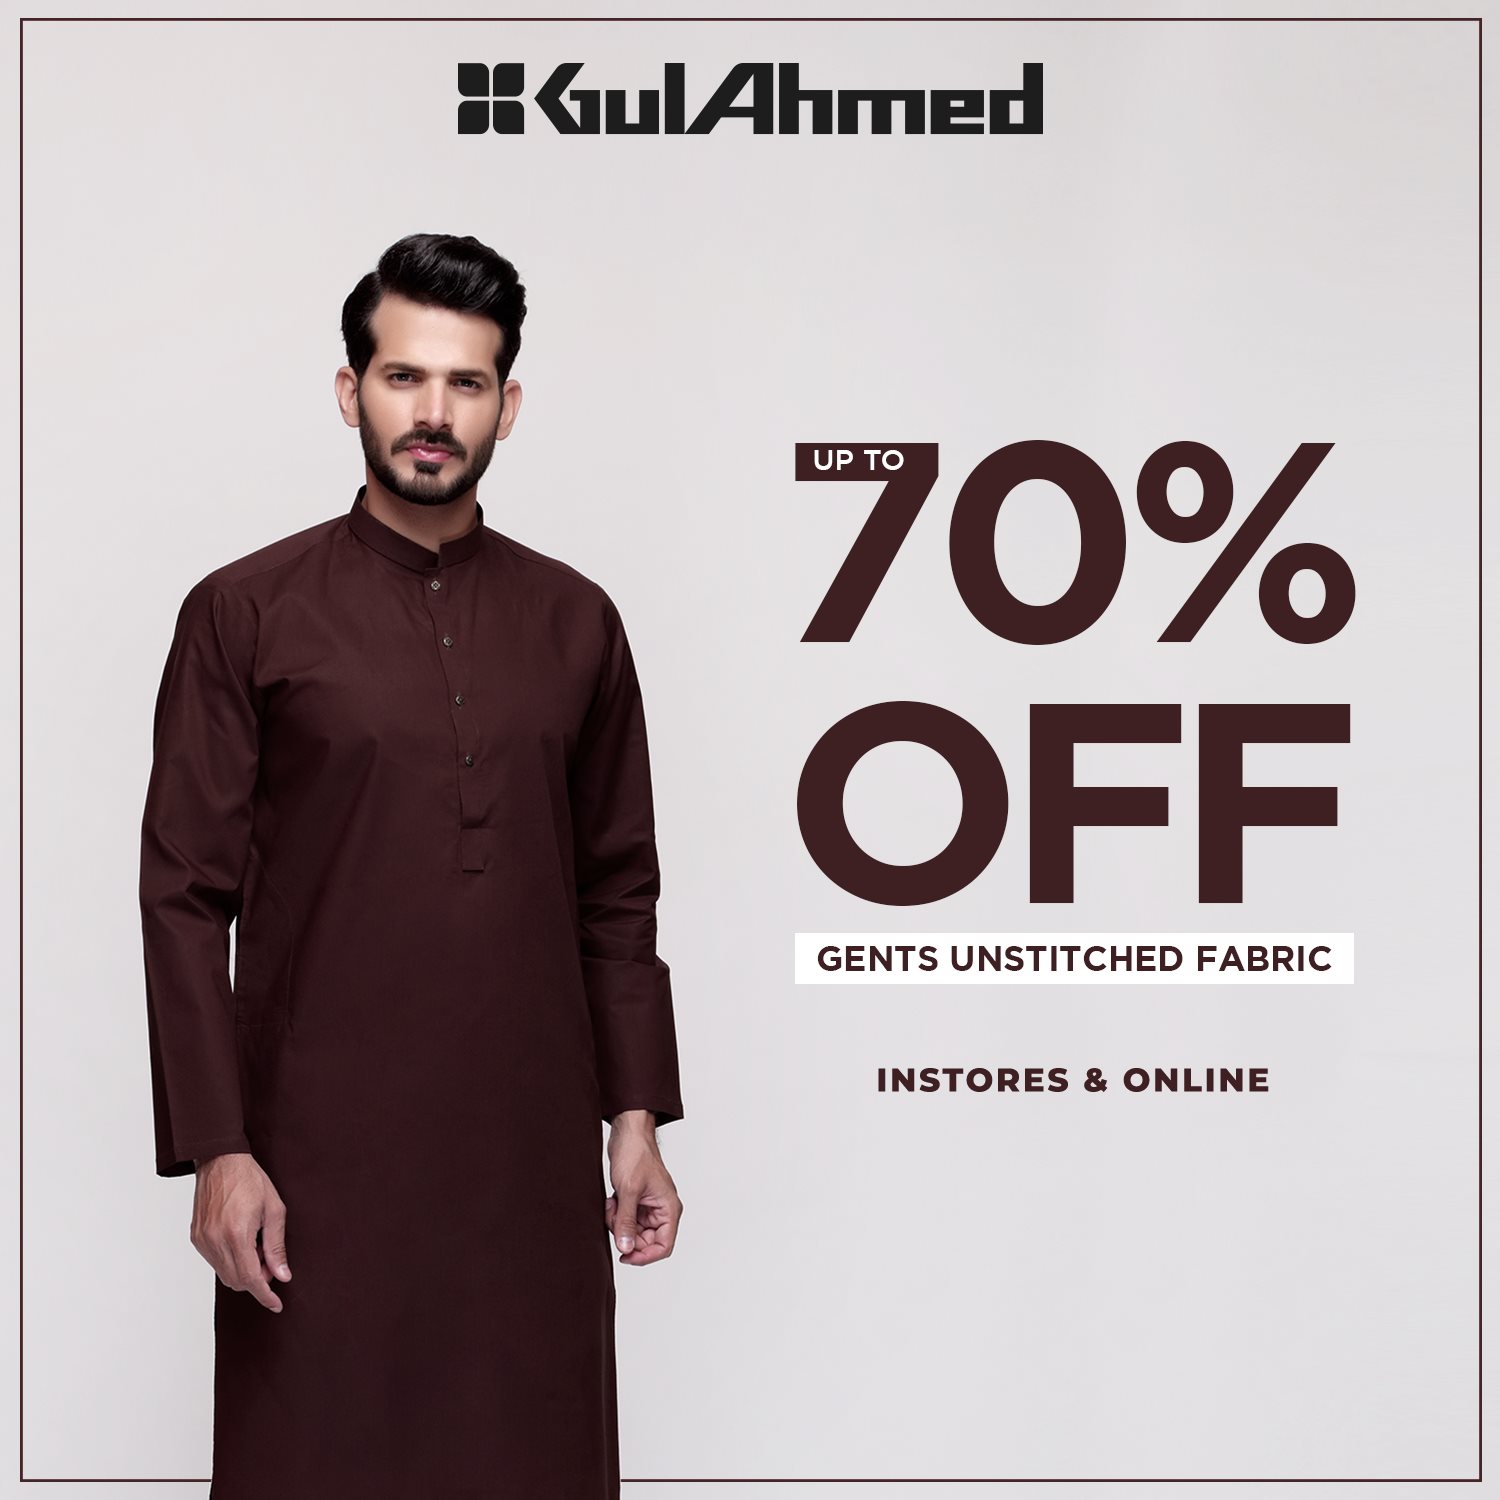 GulAhmed
UP TO
70%
OFF
GENTS UNSTITCHED FABRIC
INSTORES & ONLINE